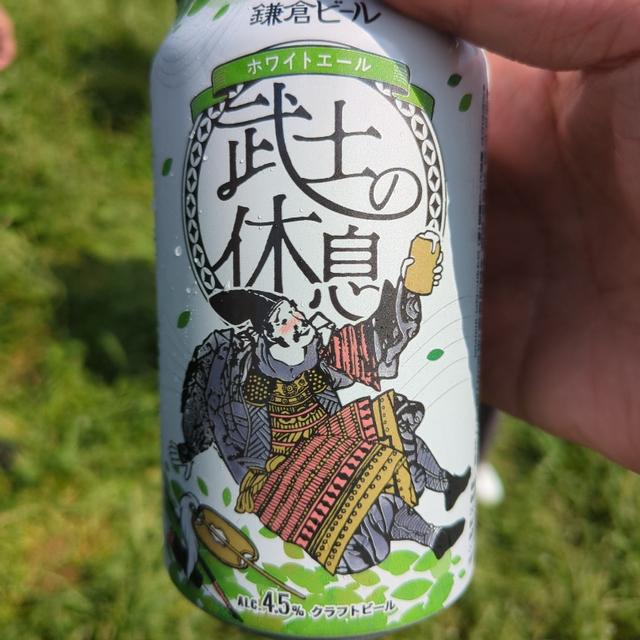 鎌倉ビール
ホワイトエール
武士の
休息
ALC.4.5% クラフトビール